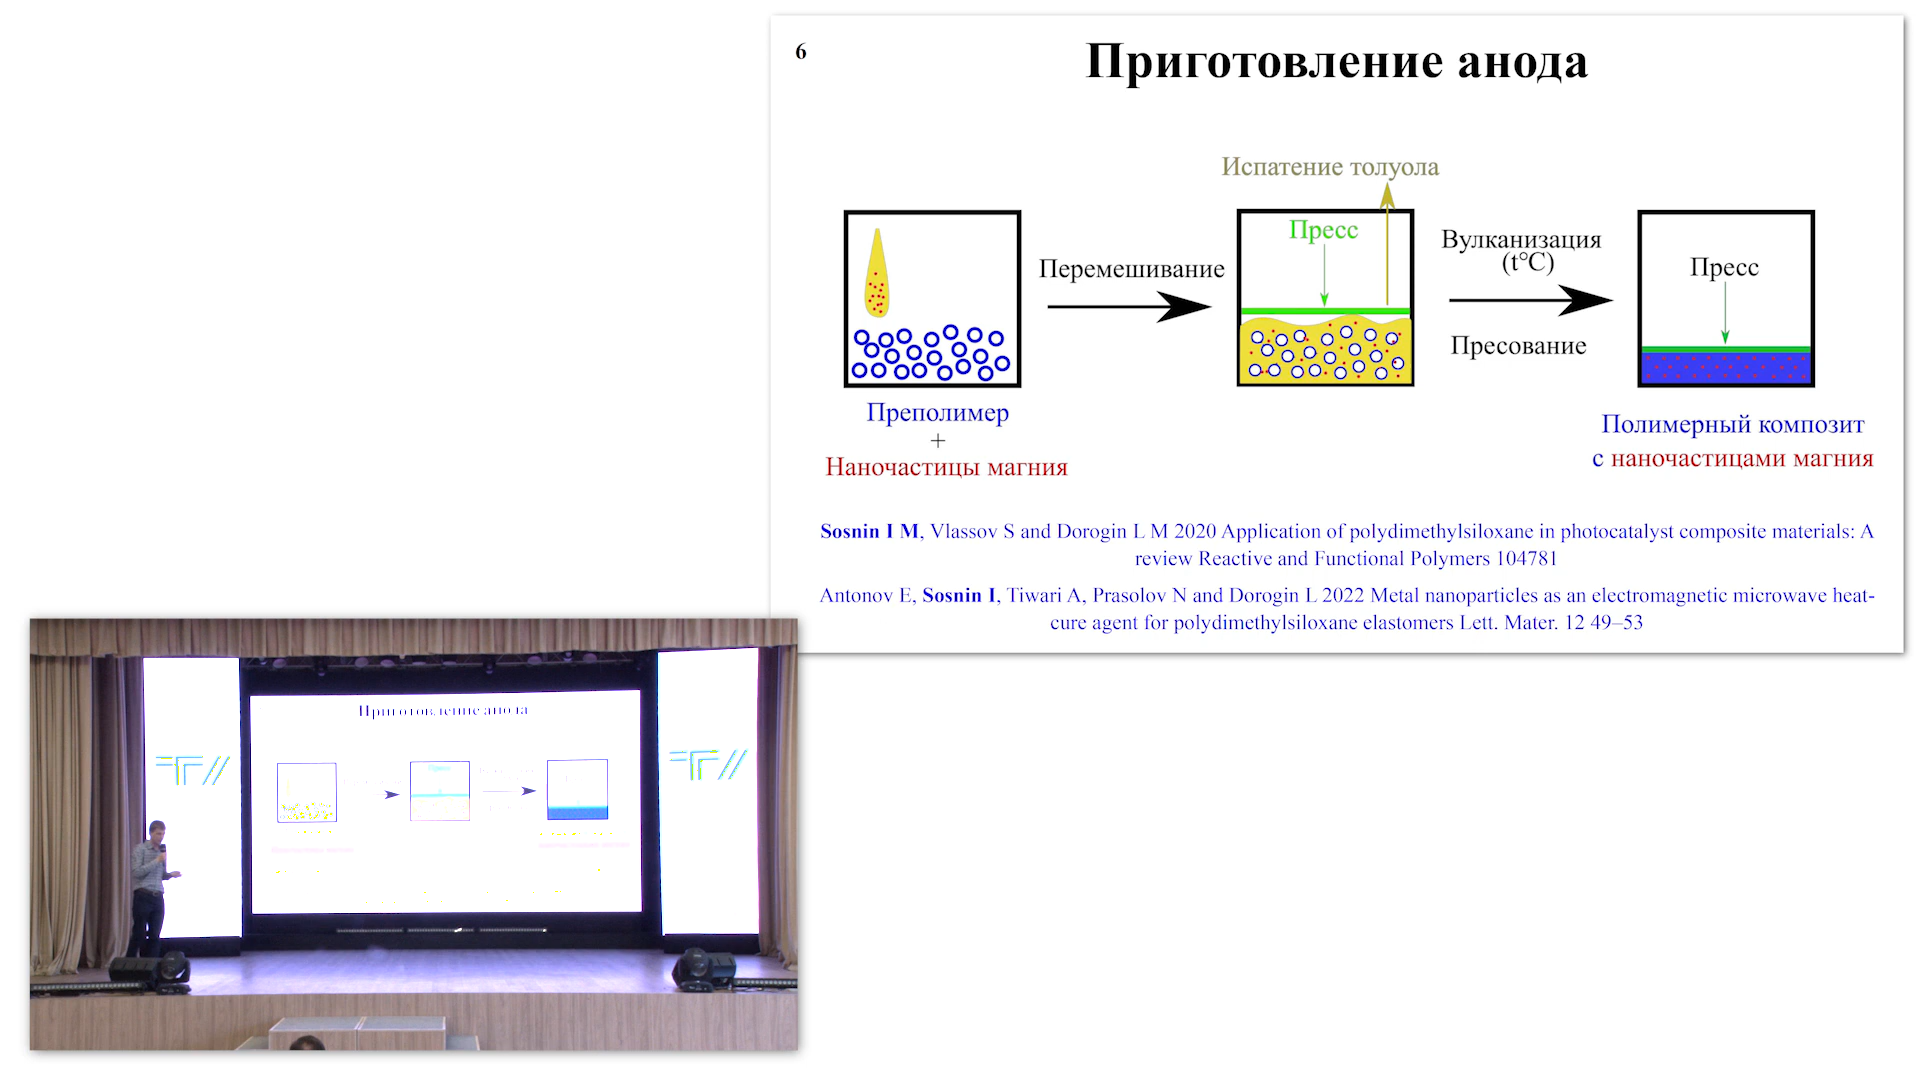 6
Приготовление анода
Испатение толуола
Пресс
Перемешивание
Вулканизация
(t°C)
Пресование
Пресс
Преполимер
+
Наночастицы магния
Полимерный композит
с наночастицами магния
Sosnin I M, Vlassov S and Dorogin L M 2020 Application of polydimethylsiloxane in photocatalyst composite materials: A
review Reactive and Functional Polymers 104781
Antonov E, Sosnin I, Tiwari A, Prasolov N and Dorogin L 2022 Metal nanoparticles as an electromagnetic microwave heat-
cure agent for polydimethylsiloxane elastomers Lett. Mater. 12 49–53
Приготовление анода